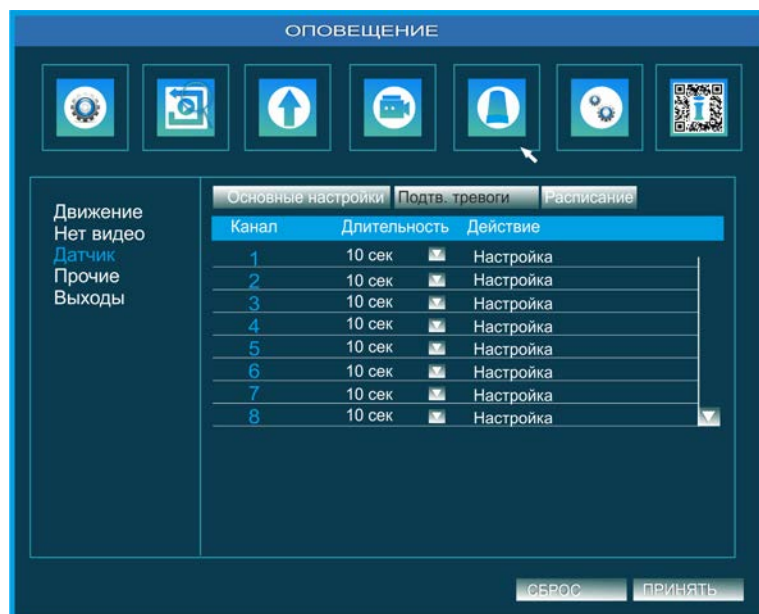 ОПОВЕЩЕНИЕ
Движение
Нет видео
Датчик
Прочие
Выходы
Основные настройки Подтв. тревоги Расписание
Канал Длительность Действие
1 10 сек Настройка
2 10 сек Настройка
3 10 сек Настройка
4 10 сек Настройка
5 10 сек Настройка
6 10 сек Настройка
7 10 сек Настройка
8 10 сек Настройка
СБРОС ПРИНЯТЬ